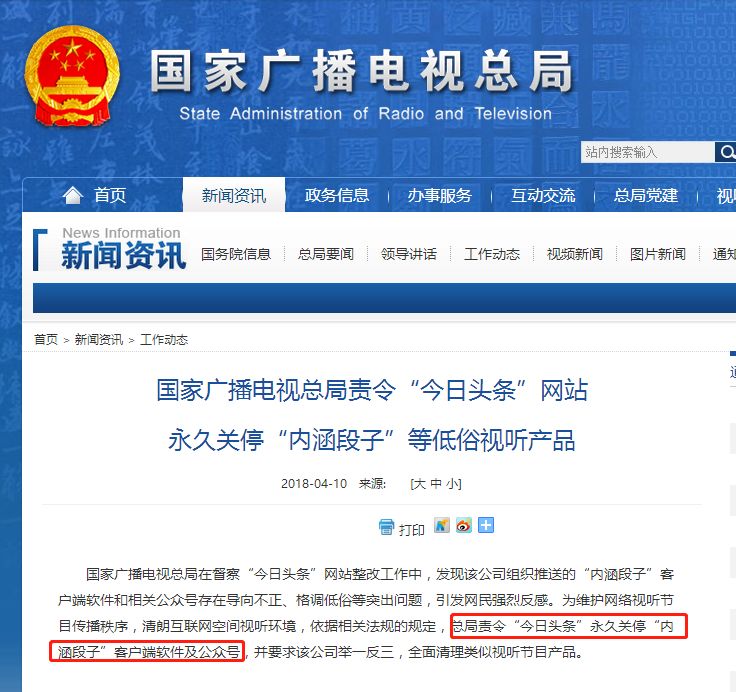 国家广播电视总局
State Administration of Radio and Television
站内搜索输入
首页 新闻资讯 政务信息 办事服务 互动交流 总局党建
News Information
新闻资讯 国务院信息 总局要闻 领导讲话 工作动态 视频新闻 图片新闻
首页 > 新闻资讯 > 工作动态
国家广播电视总局责令“今日头条”网站
永久关停“内涵段子”等低俗视听产品
2018-04-10 来源: [大 中 小]
打印
国家广播电视总局在督察“今日头条”网站整改工作中，发现该公司组织推送的“内涵段子”客
户端软件和相关公众号存在导向不正、格调低俗等突出问题，引发网民强烈反感。为维护网络视听节
目传播秩序，清朗互联网空间视听环境，依据相关法规的规定，总局责令“今日头条”永久关停“内
涵段子”客户端软件及公众号，并要求该公司举一反三，全面清理类似视听节目产品。